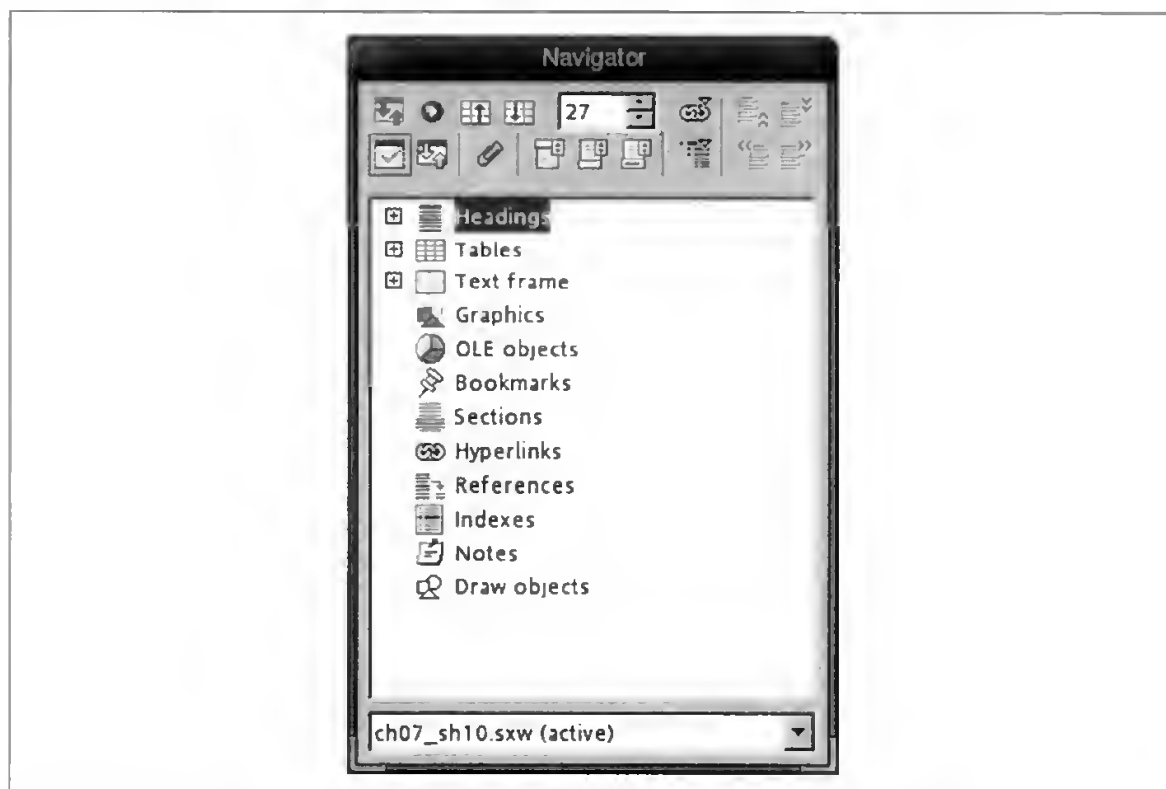 Navigator
27
Headings
Tables
Text frame
Graphics
OLE objects
Bookmarks
Sections
Hyperlinks
References
Indexes
Notes
Draw objects
ch07_sh10.sxw (active)